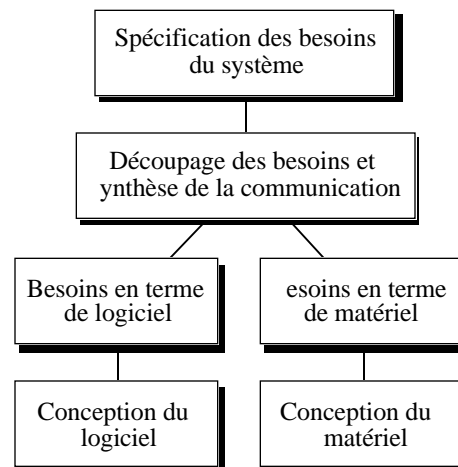 Spécification des besoins
du système
Découpage des besoins et
ynthèse de la communication
Besoins en terme
de logiciel
esoins en terme
de matériel
Conception du
logiciel
Conception du
matériel